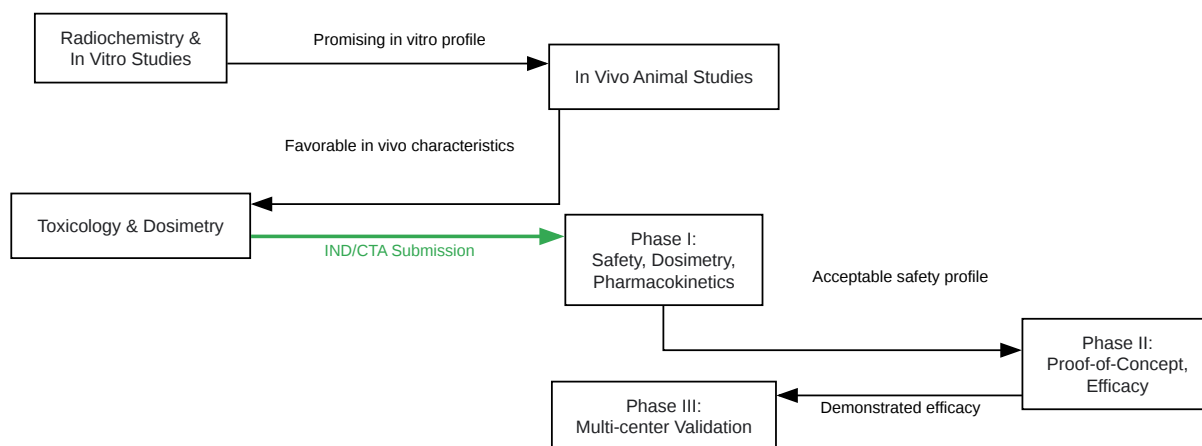 Radiochemistry &
In Vitro Studies
Promising in vitro profile
In Vivo Animal Studies
Favorable in vivo characteristics
Toxicology & Dosimetry
IND/CTA Submission
Phase I:
Safety, Dosimetry,
Pharmacokinetics
Acceptable safety profile
Phase II:
Proof-of-Concept,
Efficacy
Demonstrated efficacy
Phase III:
Multi-center Validation